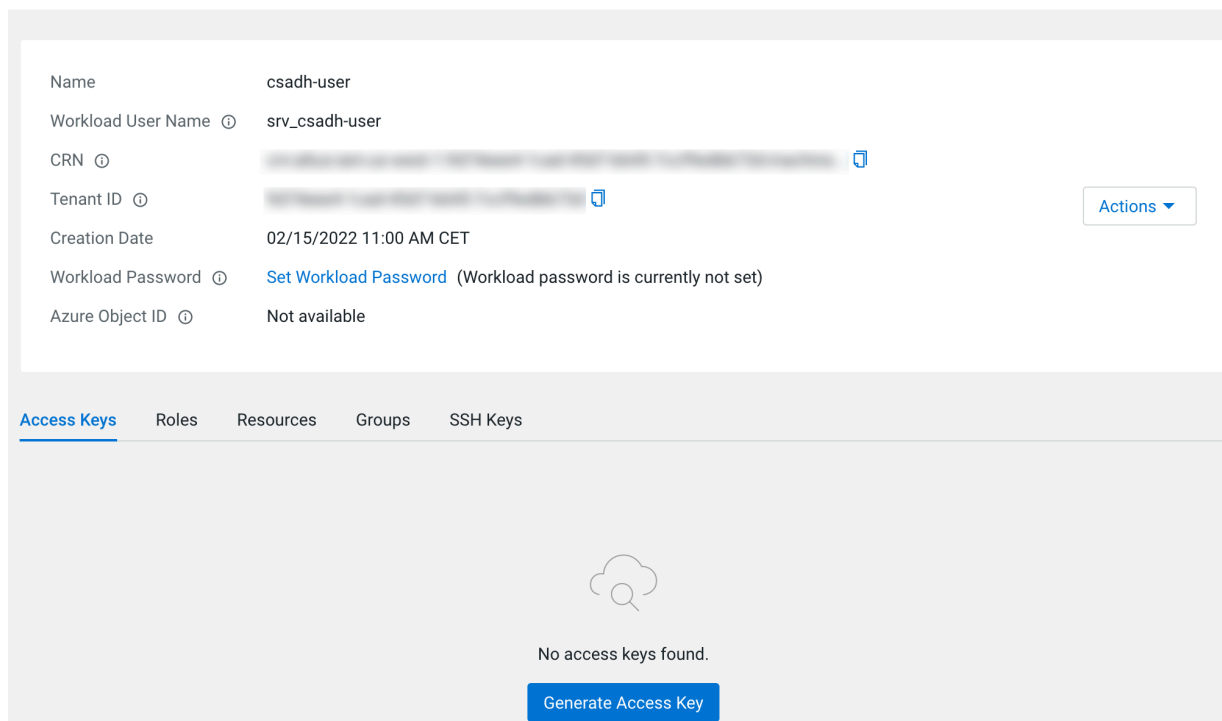 Name csadh-user
Workload User Name srv_csadh-user
CRN
Tenant ID
Actions
Creation Date 02/15/2022 11:00 AM CET
Workload Password Set Workload Password (Workload password is currently not set)
Azure Object ID Not available
Access Keys Roles Resources Groups SSH Keys
No access keys found.
Generate Access Key